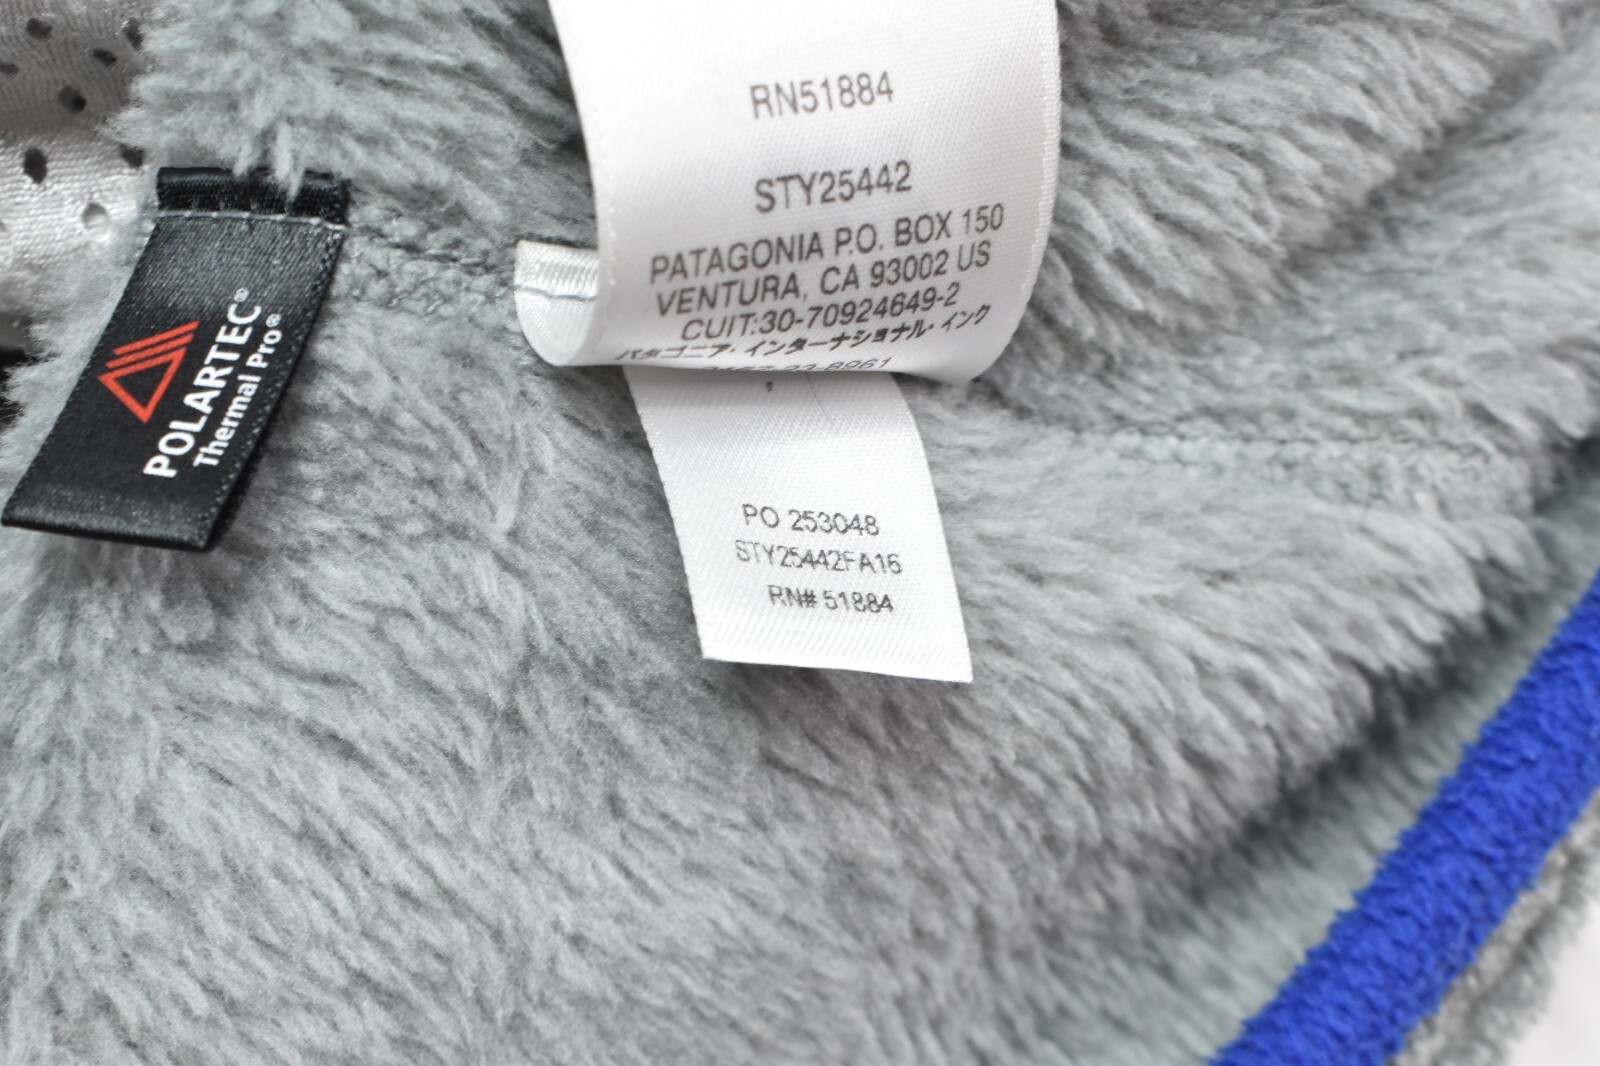 RN51884
STY25442
PATAGONIA P.O. BOX 150
VENTURA, CA 93002 US
CUIT:30-70924649-2
パタゴニア・インターナショナル・インク
POLARTEC®
Thermal Pro®
PO 253048
STY25442FA16
RN# 51884